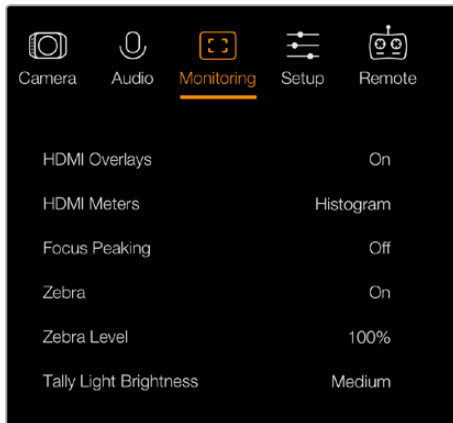 Camera Audio Monitoring Setup Remote
HDMI Overlays On
HDMI Meters Histogram
Focus Peaking Off
Zebra On
Zebra Level 100%
Tally Light Brightness Medium